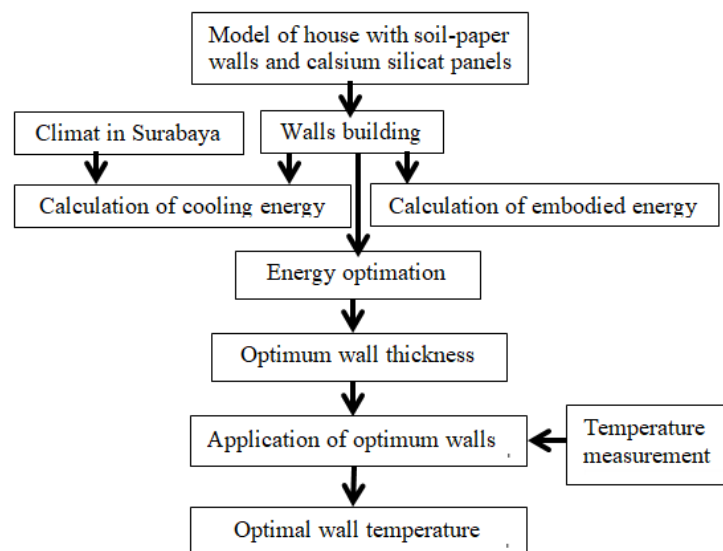 Model of house with soil-paper
walls and calsium silicat panels
Climat in Surabaya
Walls building
Calculation of cooling energy
Calculation of embodied energy
Energy optimation
Optimum wall thickness
Application of optimum walls
Temperature
measurement
Optimal wall temperature